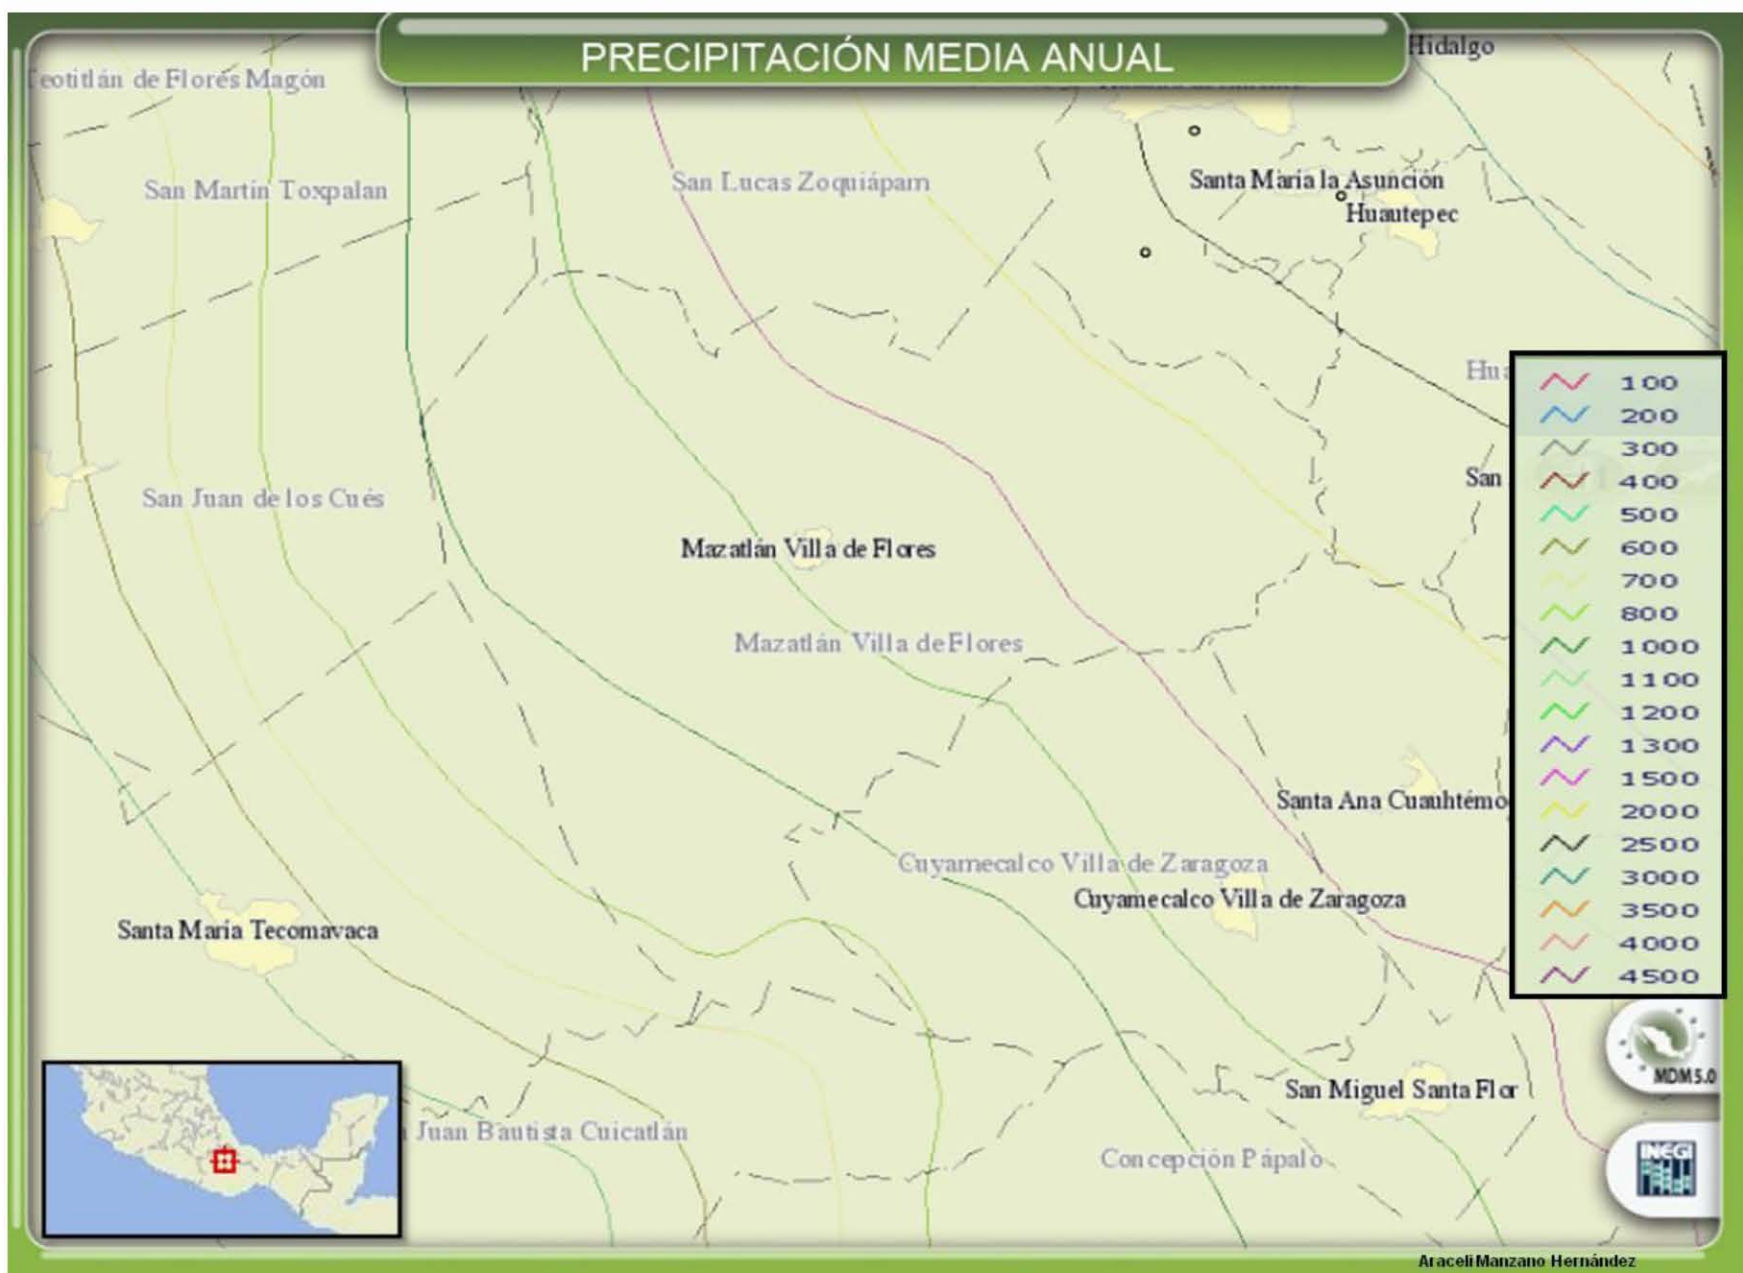 PRECIPITACIÓN MEDIA ANUAL
Hidalgo
Teotitlán de Flores Magón
San Martín Toxpalan
San Lucas Zoquiápam
Santa María la Asunción
Huautepec
Hua
San
San Juan de los Cués
Mazatlán Villa de Flores
Mazatlán Villa de Flores
Santa Ana Cuauhtémo
Cuyamecalco Villa de Zaragoza
Cuyamecalco Villa de Zaragoza
Santa María Tecomavaca
San Miguel Santa Flor
Juan Bautista Cuicatlán
Concepción Pápalo
100
200
300
400
500
600
700
800
1000
1100
1200
1300
1500
2000
2500
3000
3500
4000
4500
MDM 5.0
INEGI
Araceli Manzano Hernández